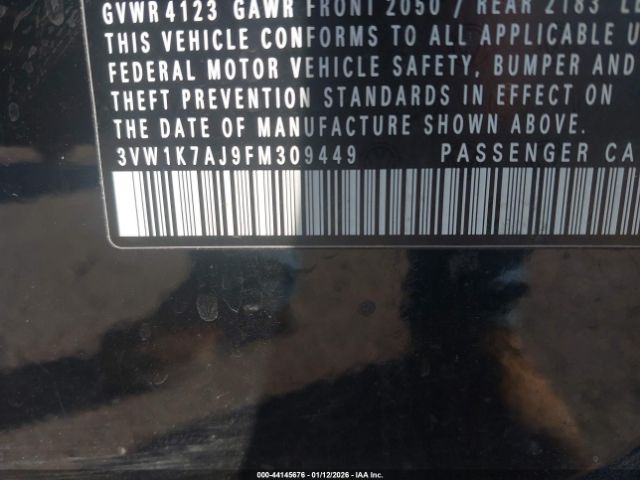 GVWR 4123 GAWR FRONT 2050 / REAR 2183
THIS VEHICLE CONFORMS TO ALL APPLICABLE U
FEDERAL MOTOR VEHICLE SAFETY, BUMPER AND
THEFT PREVENTION STANDARDS IN EFFECT ON
THE DATE OF MANUFACTURE SHOWN ABOVE.
3VW1K7AJ9FM309449 PASSENGER CA
000-44145676 - 01/12/2026 - IAA Inc.